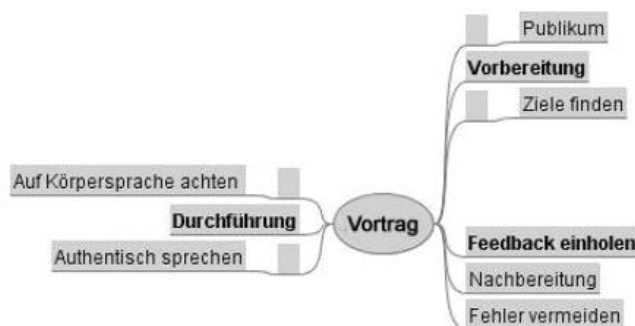 Publikum
Vorbereitung
Ziele finden
Auf Körpersprache achten
Durchführung
Vortrag
Authentisch sprechen
Feedback einholen
Nachbereitung
Fehler vermeiden